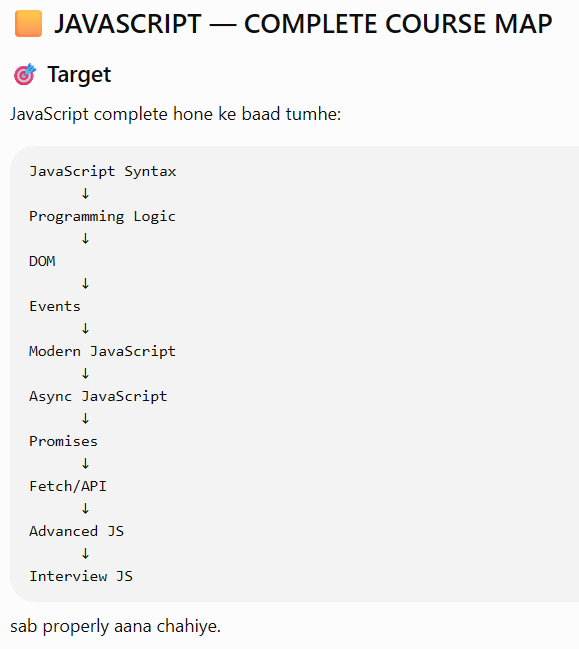 JAVASCRIPT — COMPLETE COURSE MAP
Target
JavaScript complete hone ke baad tumhe:
JavaScript Syntax
↓
Programming Logic
↓
DOM
↓
Events
↓
Modern JavaScript
↓
Async JavaScript
↓
Promises
↓
Fetch/API
↓
Advanced JS
↓
Interview JS
sab properly aana chahiye.